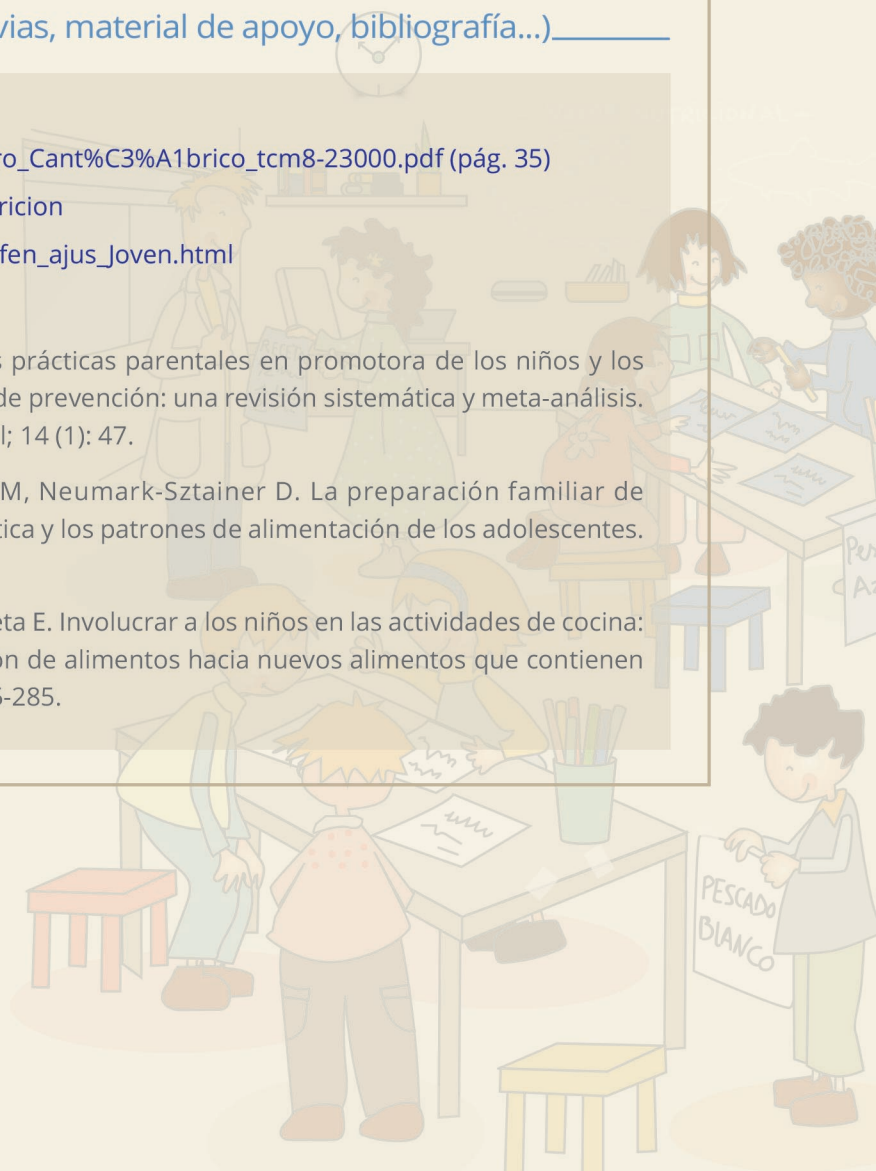 vias, material de apoyo, bibliografía...)
ro_Cant%C3%A1brico_tcm8-23000.pdf (pág. 35)
ricion
fen_ajus_Joven.html
s prácticas parentales en promotora de los niños y los
de prevención: una revisión sistemática y meta-análisis.
l; 14 (1): 47.
M, Neumark-Sztainer D. La preparación familiar de
tica y los patrones de alimentación de los adolescentes.
eta E. Involucrar a los niños en las actividades de cocina:
ón de alimentos hacia nuevos alimentos que contienen
-285.
PESCADO
BLANCO